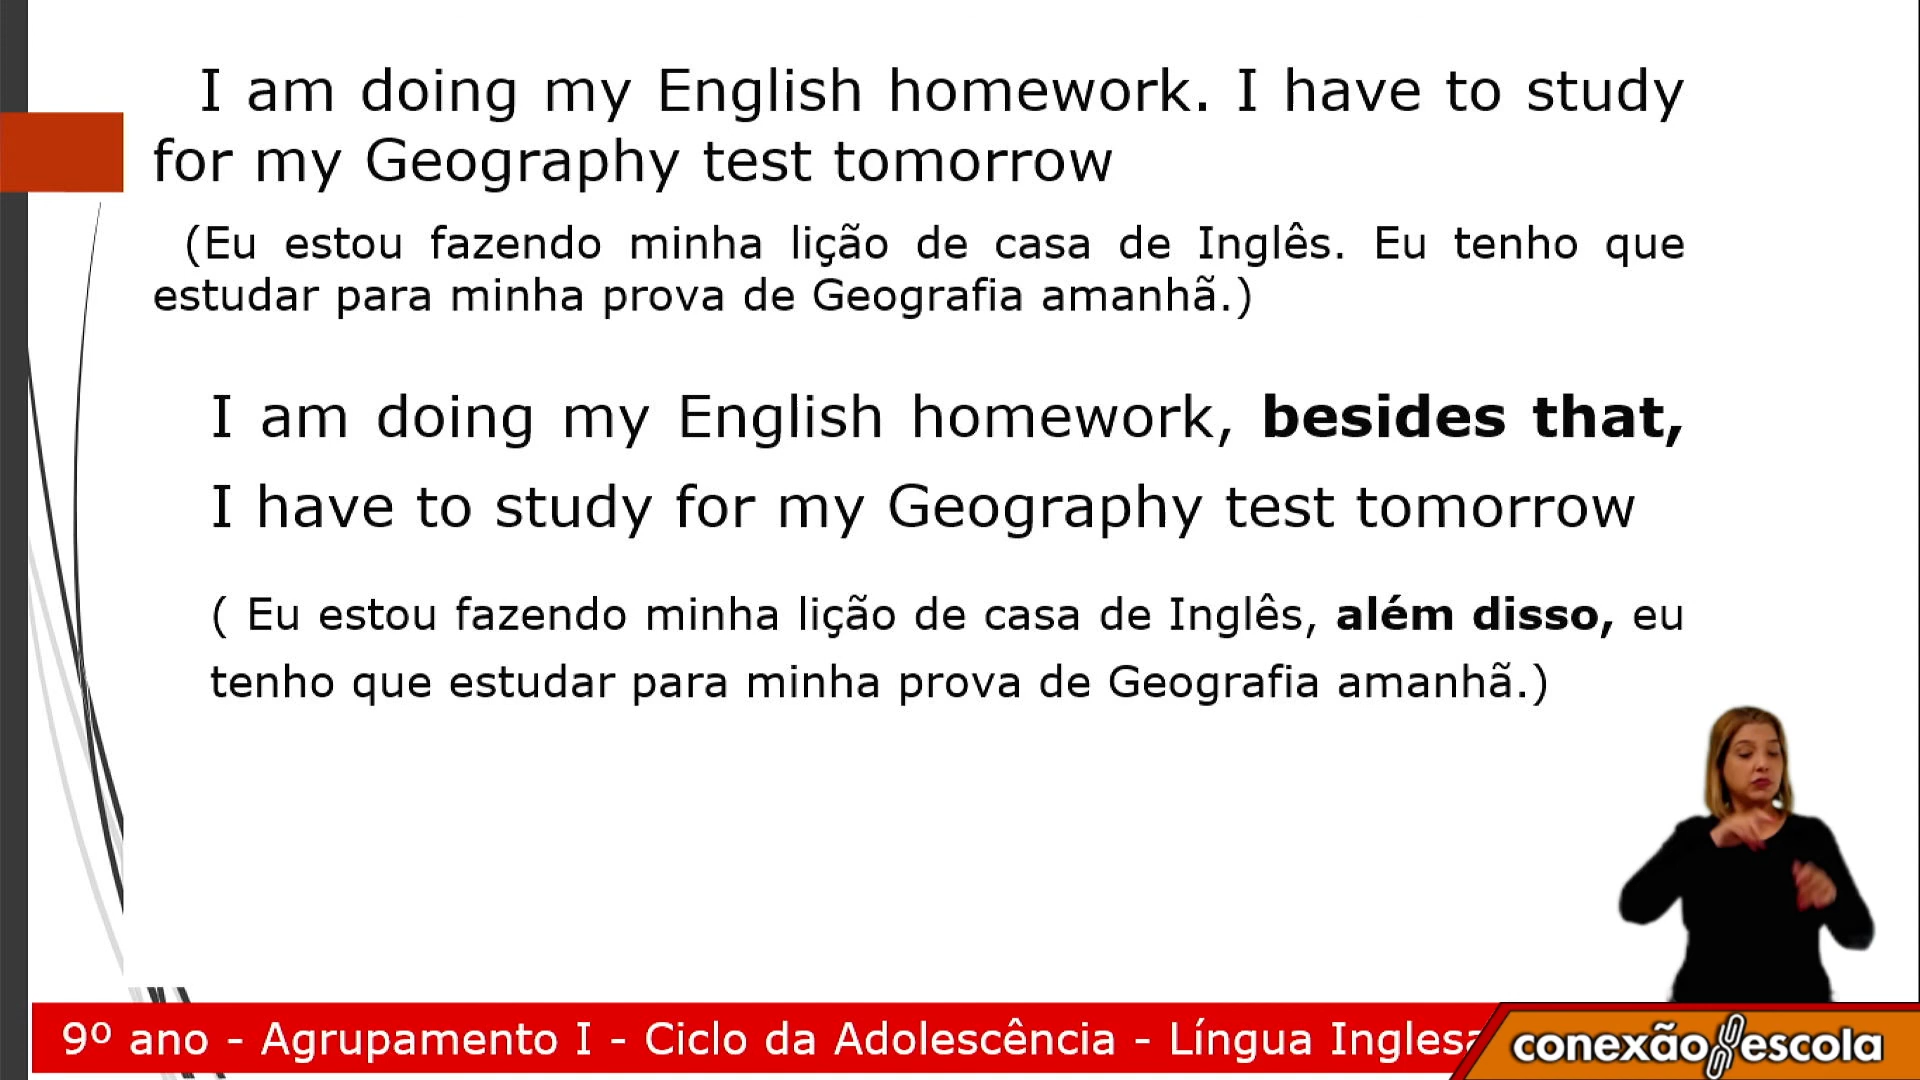 I am doing my English homework. I have to study
for my Geography test tomorrow
(Eu estou fazendo minha lição de casa de Inglês. Eu tenho que
estudar para minha prova de Geografia amanhã.)
I am doing my English homework, besides that,
I have to study for my Geography test tomorrow
( Eu estou fazendo minha lição de casa de Inglês, além disso, eu
tenho que estudar para minha prova de Geografia amanhã.)
9º ano - Agrupamento I - Ciclo da Adolescência - Língua Inglesa
conexão escola